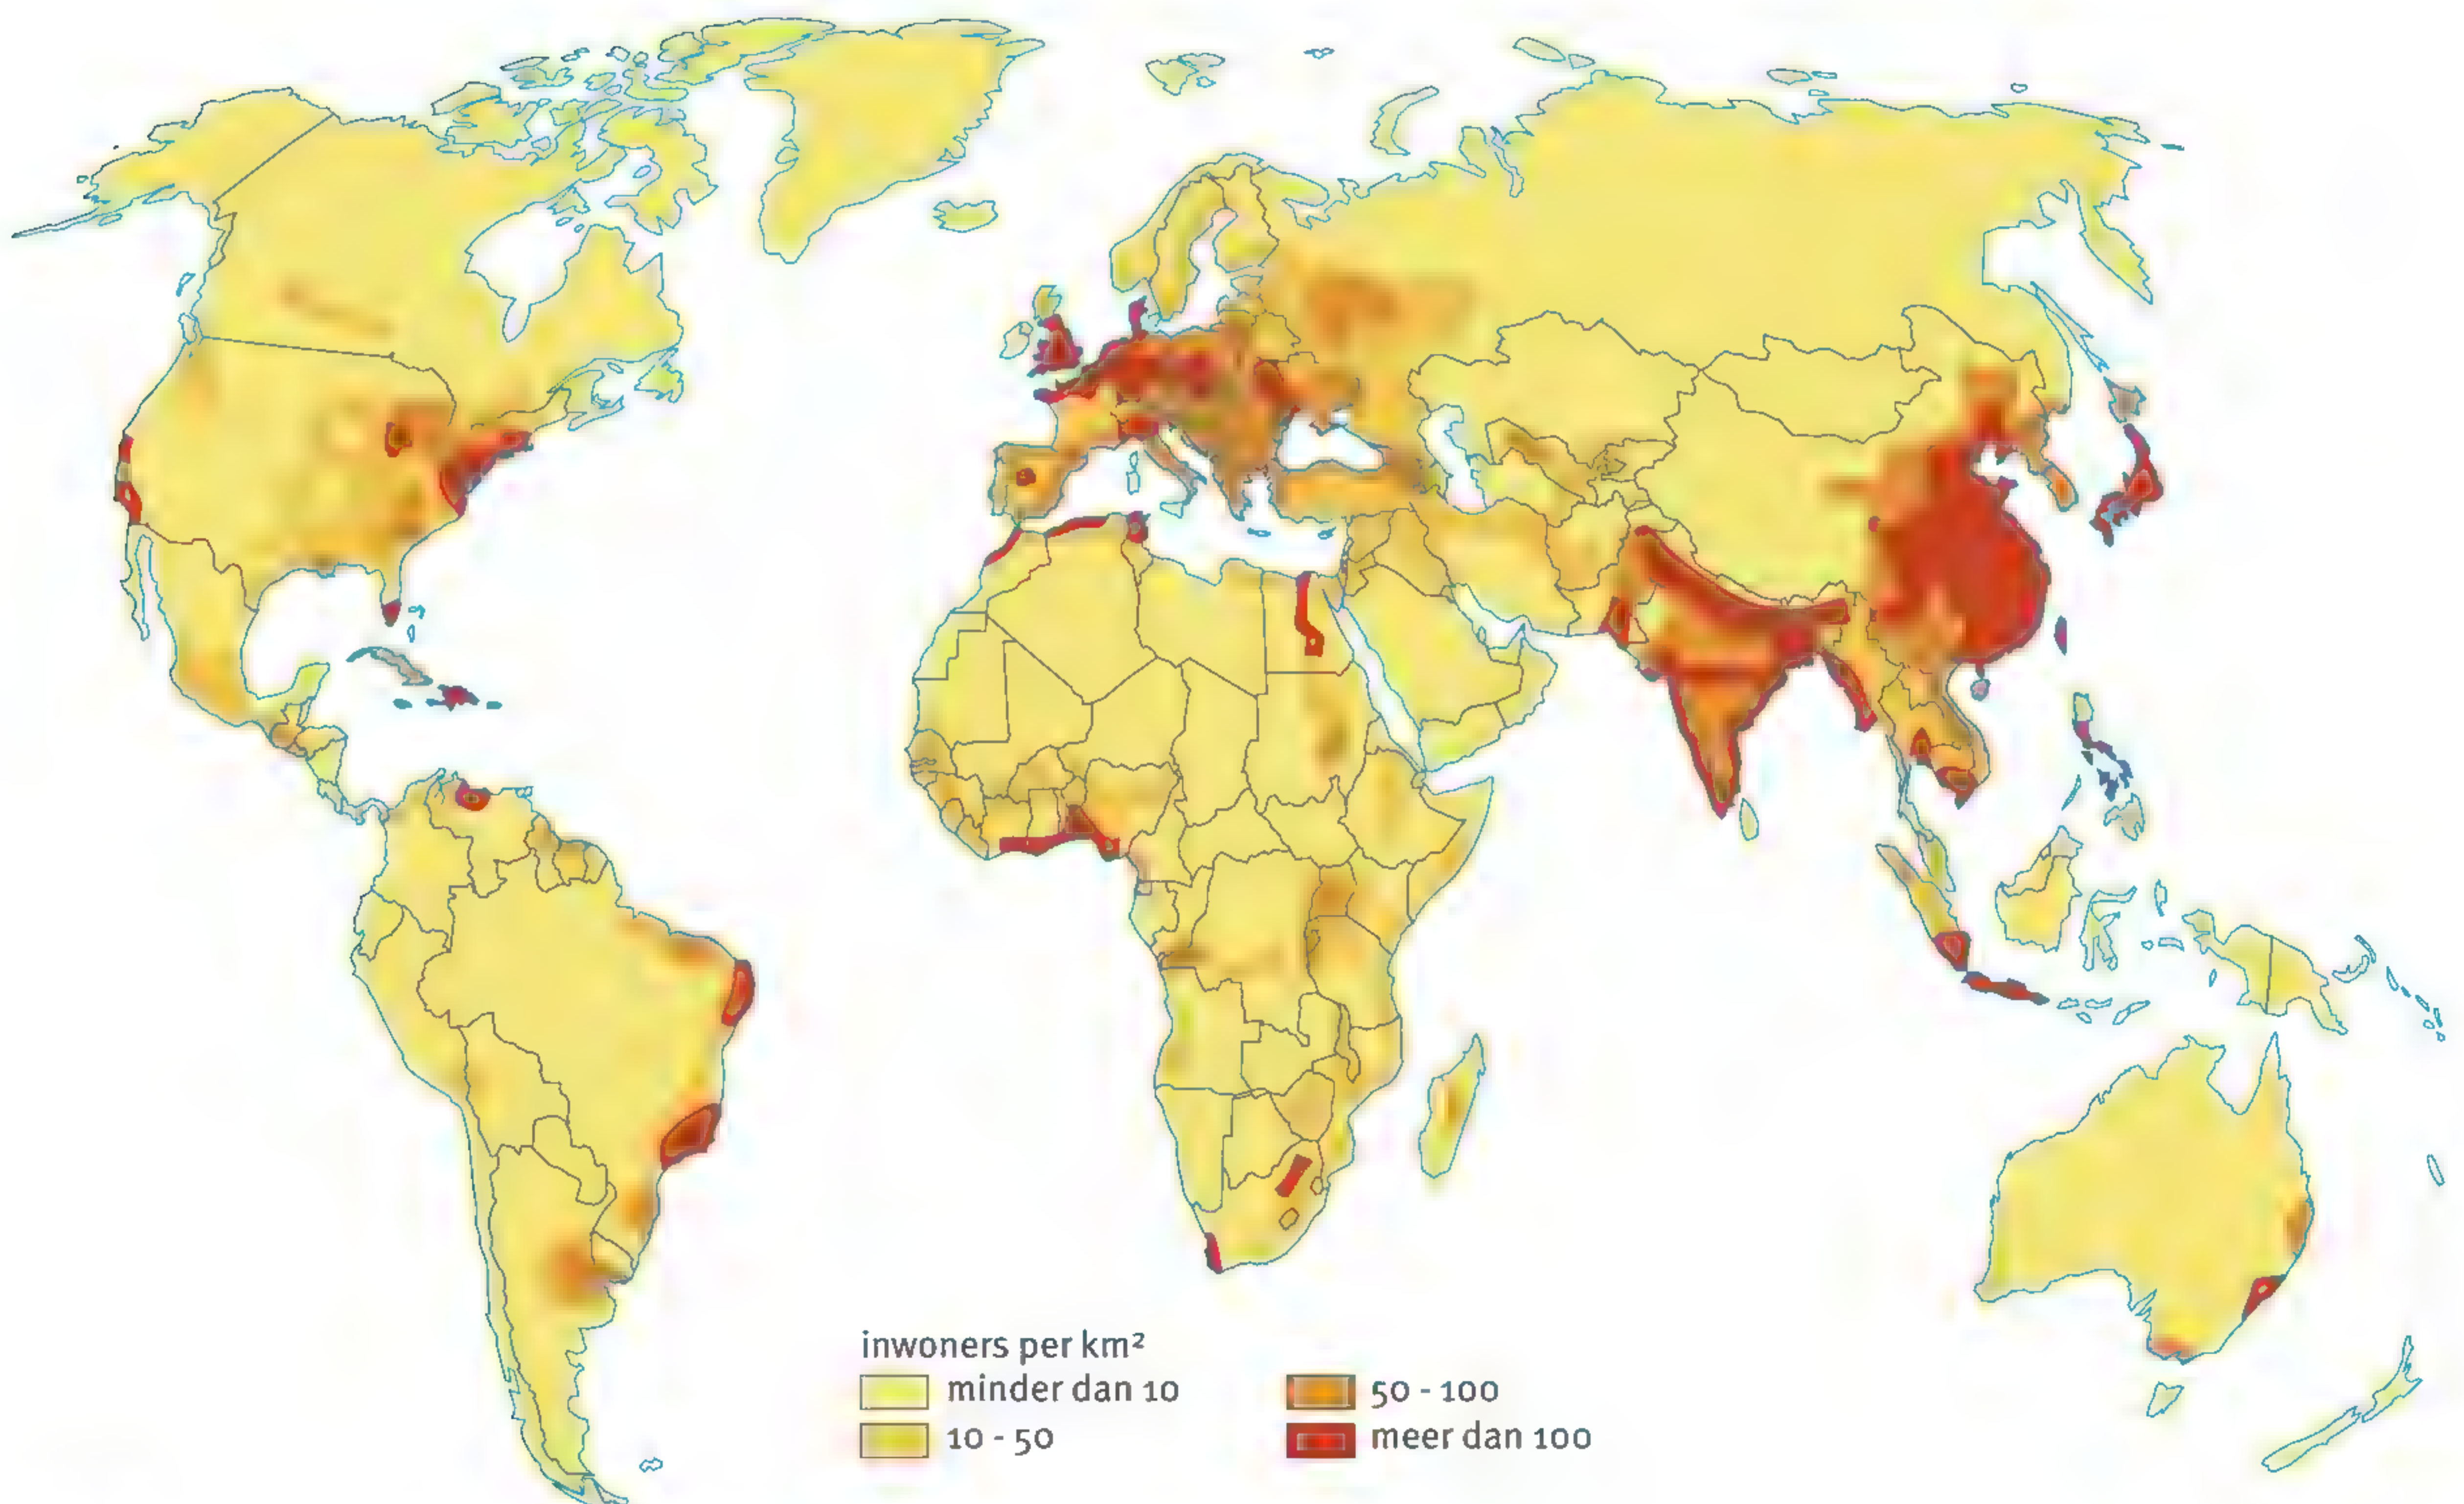 inwoners per km²
minder dan 10
10 - 50
50 - 100
meer dan 100